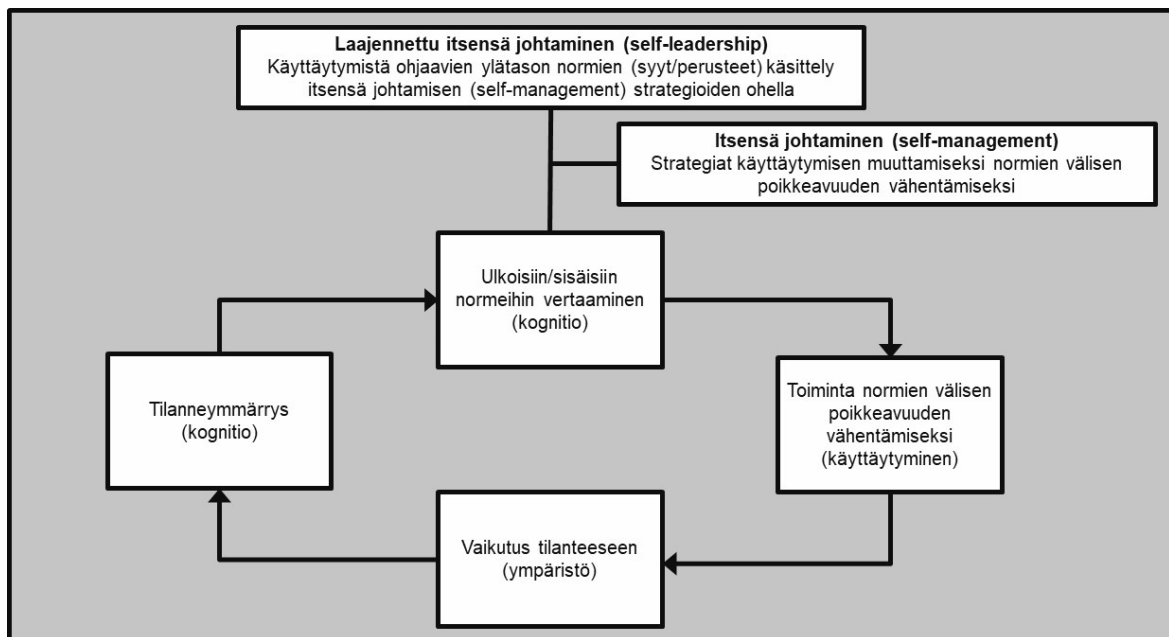 Laajennettu itsensä johtaminen (self-leadership)
Käyttäytymistä ohjaavien ylätason normien (syyt/perusteet) käsittely
itsensä johtamisen (self-management) strategioiden ohella
Itsensä johtaminen (self-management)
Strategiat käyttäytymisen muuttamiseksi normien välisen
poikkeavuuden vähentämiseksi
Ulkoisiin/sisäisiin
normeihin vertaaminen
(kognitio)
Tilanneymmärrys
(kognitio)
Toiminta normien välisen
poikkeavuuden
vähentämiseksi
(käyttäytyminen)
Vaikutus tilanteeseen
(ympäristö)